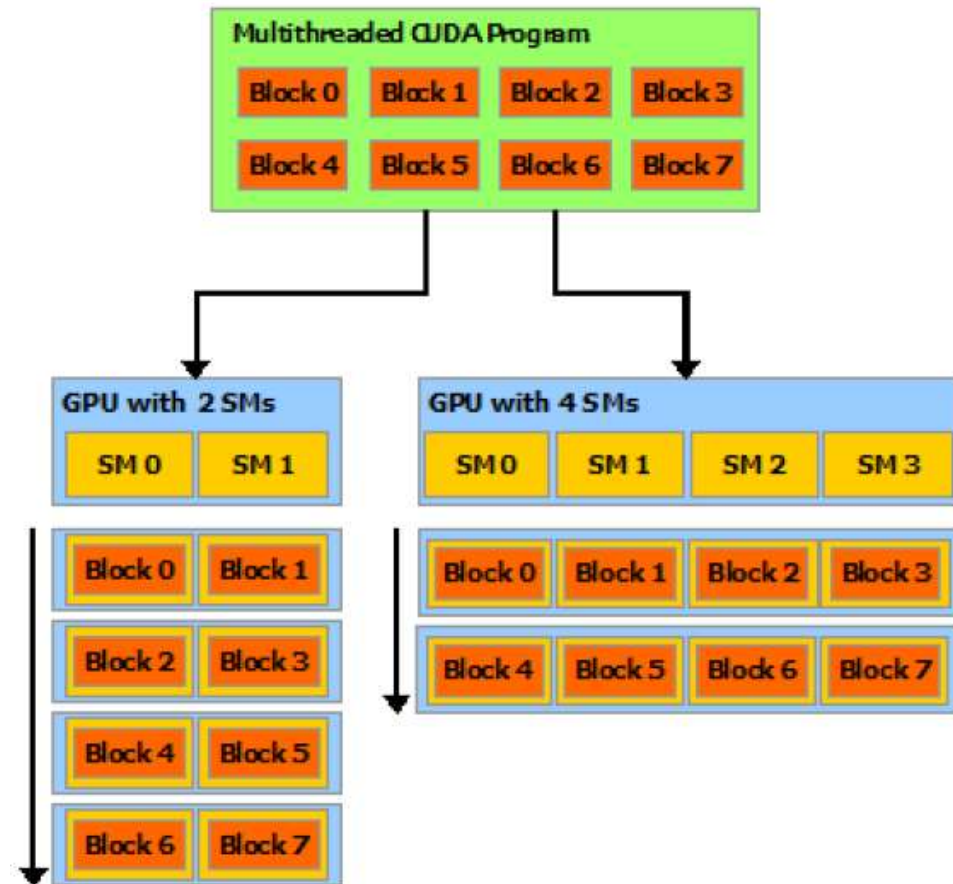 Multithreaded CUDA Program
Block 0 Block 1 Block 2 Block 3
Block 4 Block 5 Block 6 Block 7
GPU with 2 SMs
SM 0 SM 1
Block 0 Block 1
Block 2 Block 3
Block 4 Block 5
Block 6 Block 7
GPU with 4 SMs
SM 0 SM 1 SM 2 SM 3
Block 0 Block 1 Block 2 Block 3
Block 4 Block 5 Block 6 Block 7